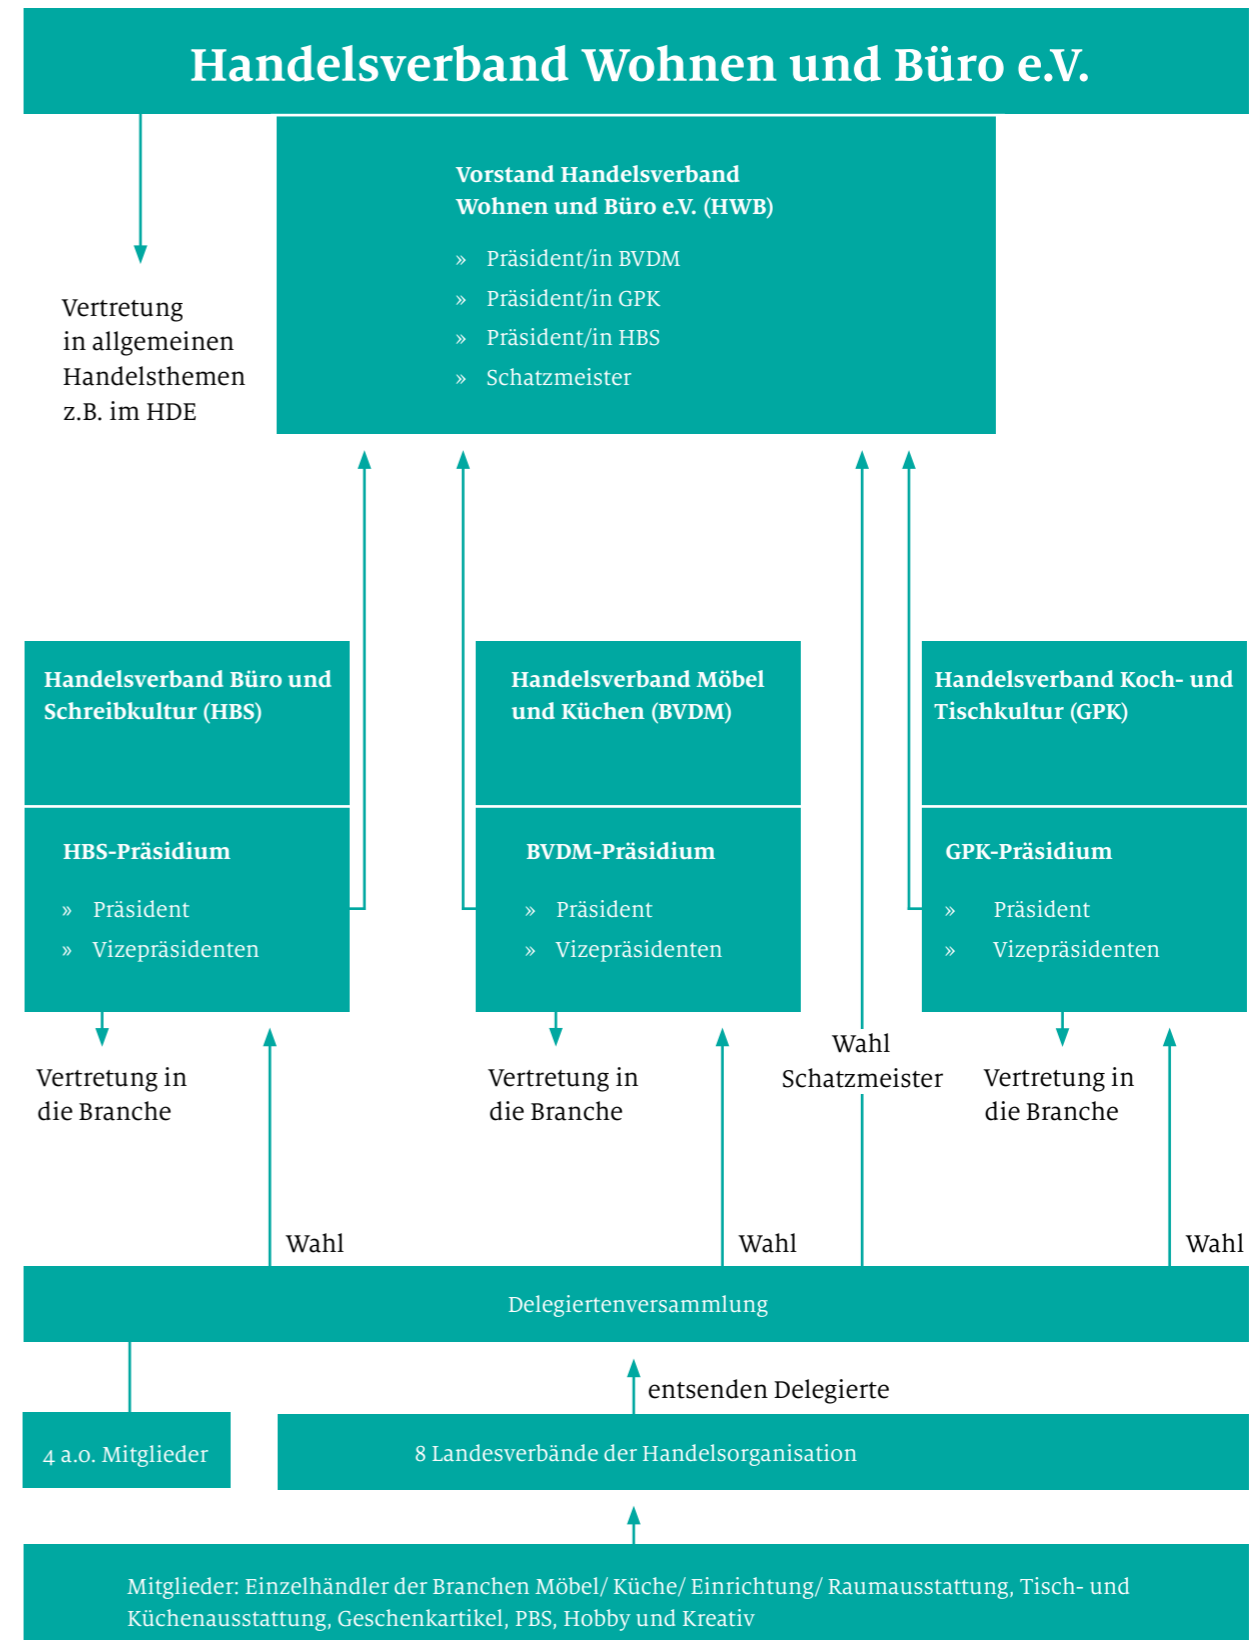 Handelsverband Wohnen und Büro e.V.
Vorstand Handelsverband
Wohnen und Büro e.V. (HWB)
» Präsident/in BVDM
» Präsident/in GPK
» Präsident/in HBS
» Schatzmeister
Vertretung
in allgemeinen
Handelsthemen
z.B. im HDE
Handelsverband Büro und
Schreibkultur (HBS)
HBS-Präsidium
» Präsident
» Vizepräsidenten
Handelsverband Möbel
und Küchen (BVDM)
BVDM-Präsidium
» Präsident
» Vizepräsidenten
Handelsverband Koch- und
Tischkultur (GPK)
GPK-Präsidium
» Präsident
» Vizepräsidenten
Vertretung in
die Branche
Vertretung in
die Branche
Wahl
Schatzmeister
Vertretung in
die Branche
Wahl
Wahl
Wahl
Delegiertenversammlung
entsenden Delegierte
4 a.o. Mitglieder
8 Landesverbände der Handelsorganisation
Mitglieder: Einzelhändler der Branchen Möbel/ Küche/ Einrichtung/ Raumausstattung, Tisch- und
Küchenausstattung, Geschenkartikel, PBS, Hobby und Kreativ